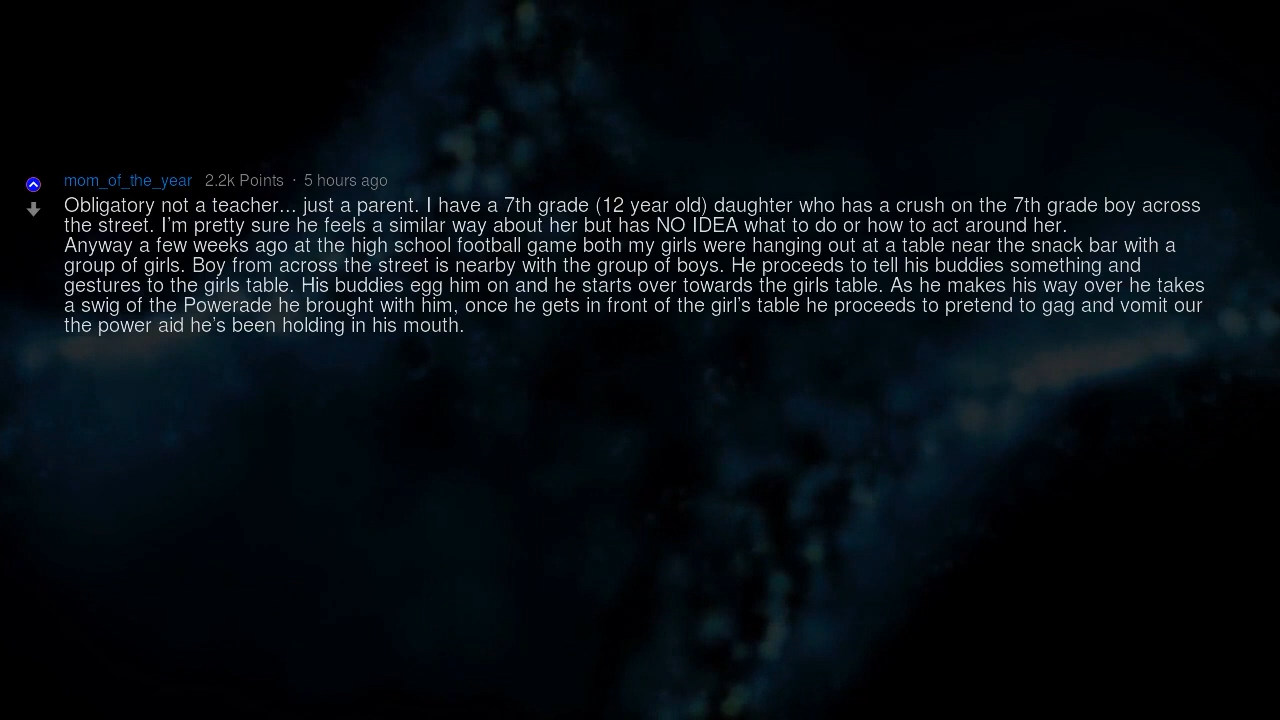 mom_of_the_year 2.2k Points · 5 hours ago
Obligatory not a teacher... just a parent. I have a 7th grade (12 year old) daughter who has a crush on the 7th grade boy across
the street. I'm pretty sure he feels a similar way about her but has NO IDEA what to do or how to act around her.
Anyway a few weeks ago at the high school football game both my girls were hanging out at a table near the snack bar with a
group of girls. Boy from across the street is nearby with the group of boys. He proceeds to tell his buddies something and
gestures to the girls table. His buddies egg him on and he starts over towards the girls table. As he makes his way over he takes
a swig of the Powerade he brought with him, once he gets in front of the girl's table he proceeds to pretend to gag and vomit our
the power aid he's been holding in his mouth.